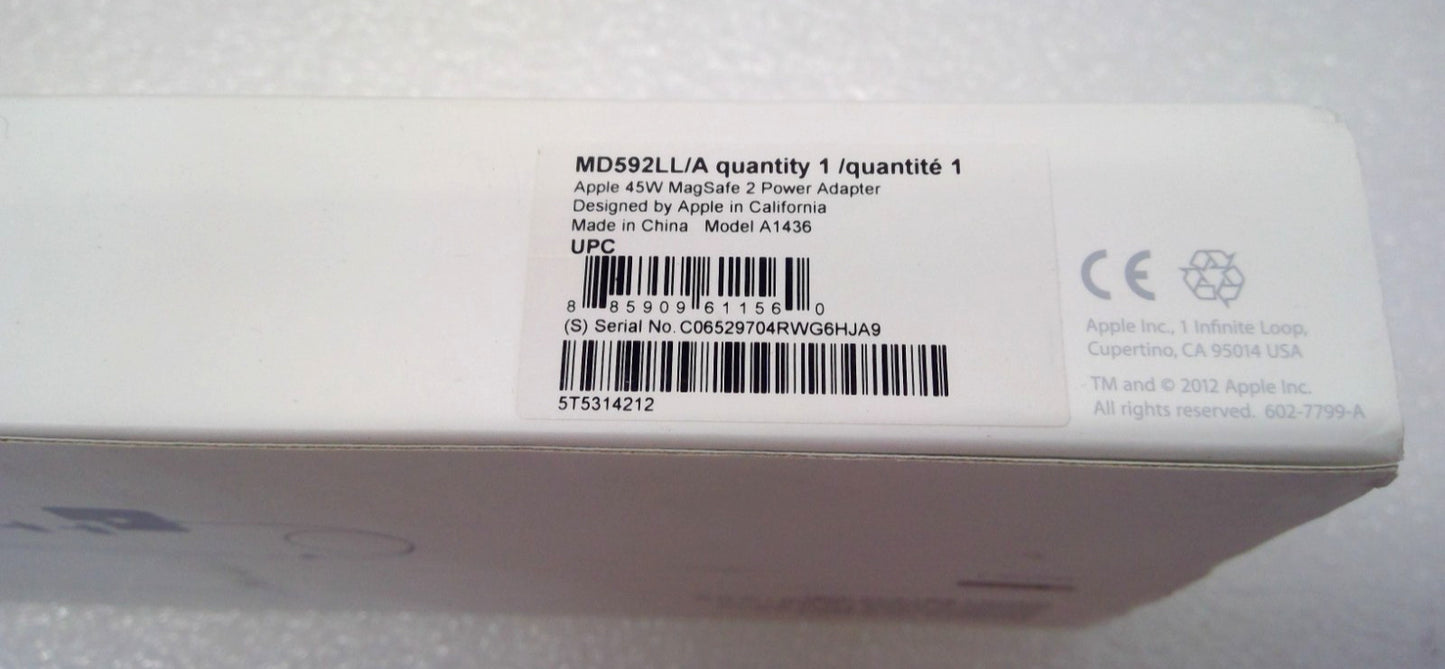 MD592LL/A quantity 1 /quantité 1
Apple 45W MagSafe 2 Power Adapter
Designed by Apple in California
Made in China Model A1436
UPC
8 85909 61156 0
(S) Serial No. C06529704RWG6HJA9
5T5314212
CE
Apple Inc., 1 Infinite Loop,
Cupertino, CA 95014 USA
TM and © 2012 Apple Inc.
All rights reserved. 602-7799-A